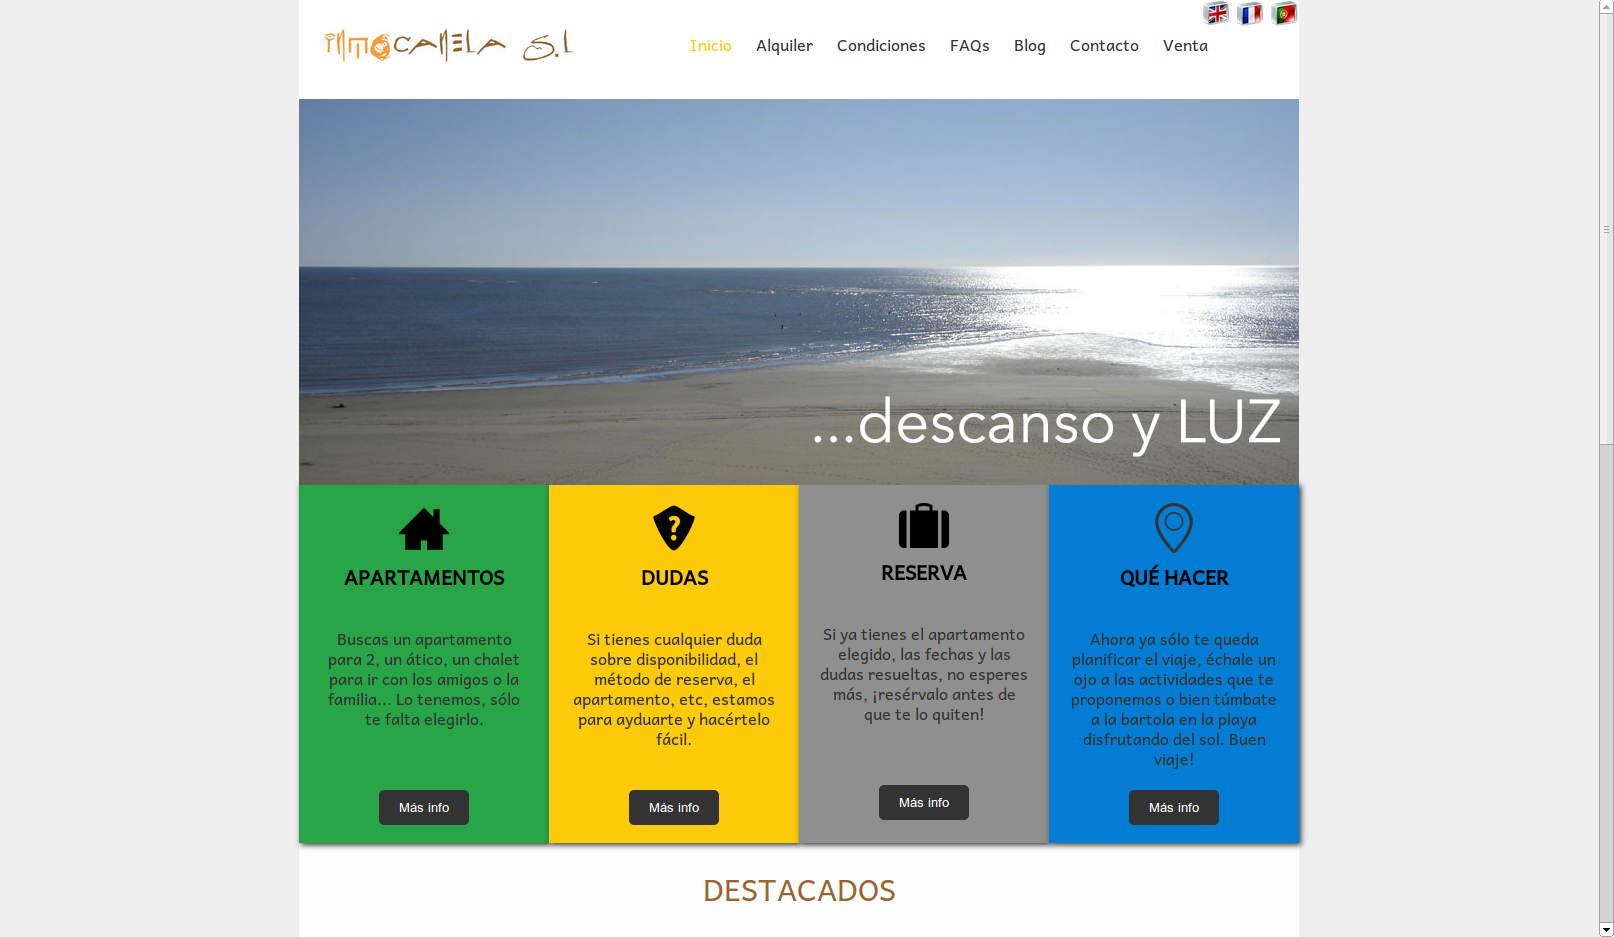 INMOCANELA S.L
Inicio Alquiler Condiciones FAQs Blog Contacto Venta
...descanso y LUZ
APARTAMENTOS
Buscas un apartamento
para 2, un ático, un chalet
para ir con los amigos o la
familia... Lo tenemos, sólo
te falta elegirlo.
Más info
DUDAS
Si tienes cualquier duda
sobre disponibilidad, el
método de reserva, el
apartamento, etc, estamos
para ayduarte y hacértelo
fácil.
Más info
RESERVA
Si ya tienes el apartamento
elegido, las fechas y las
dudas resueltas, no esperes
más, ¡resérvalo antes de
que te lo quiten!
Más info
QUÉ HACER
Ahora ya sólo te queda
planificar el viaje, échale un
ojo a las actividades que te
proponemos o bien túmbate
a la bartola en la playa
disfrutando del sol. Buen
viaje!
Más info
DESTACADOS